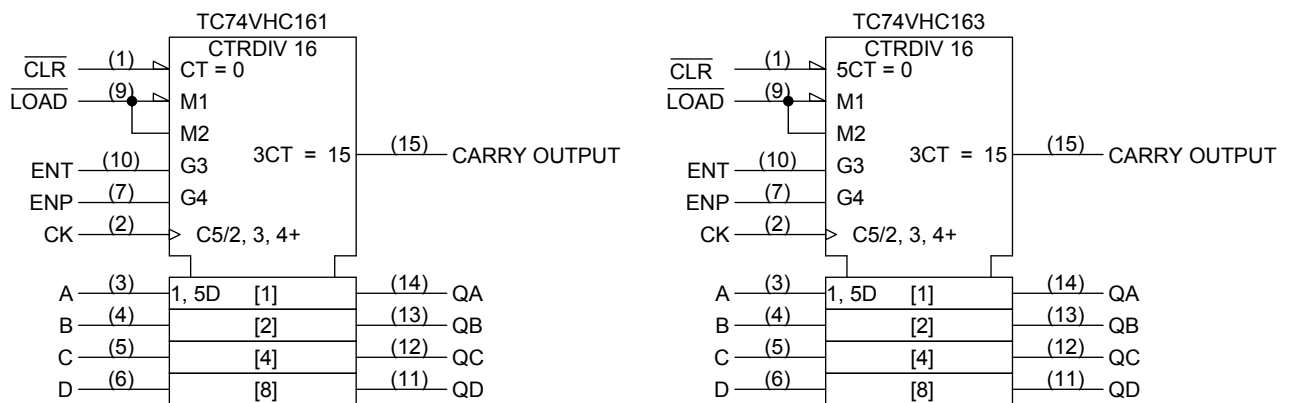 TC74VHC161
CTRDIV 16
CLR (1) CT = 0
LOAD (9) M1
M2
3CT = 15 (15) CARRY OUTPUT
ENT (10) G3
ENP (7) G4
CK (2) C5/2, 3, 4+
A (3) 1, 5D [1] (14) QA
B (4) [2] (13) QB
C (5) [4] (12) QC
D (6) [8] (11) QD
TC74VHC163
CTRDIV 16
CLR (1) 5CT = 0
LOAD (9) M1
M2
3CT = 15 (15) CARRY OUTPUT
ENT (10) G3
ENP (7) G4
CK (2) C5/2, 3, 4+
A (3) 1, 5D [1] (14) QA
B (4) [2] (13) QB
C (5) [4] (12) QC
D (6) [8] (11) QD